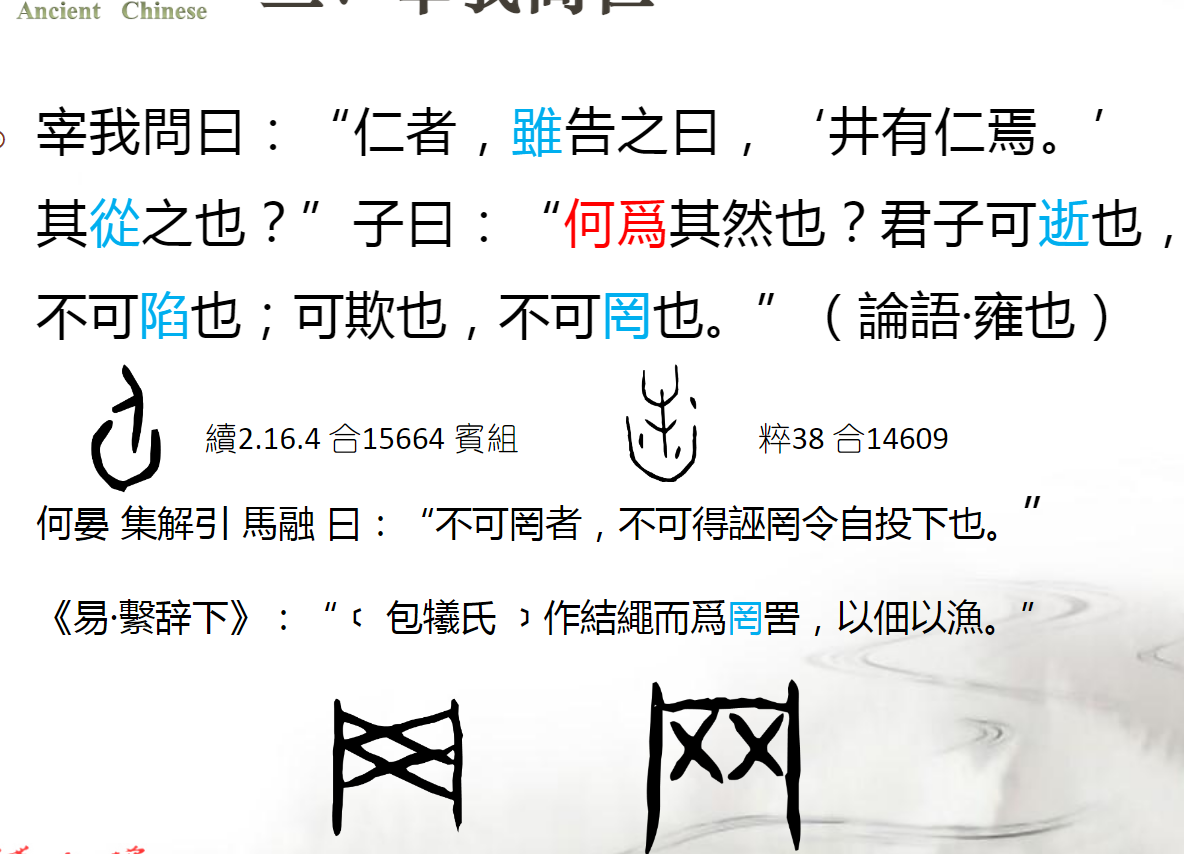 Ancient Chinese
宰我問曰：“仁者，雖告之曰，‘井有仁焉。’
其從之也？”子曰：“何爲其然也？君子可逝也，
不可陷也；可欺也，不可罔也。”（論語·雍也）
續2.16.4 合15664 賓組
粹38 合14609
何晏 集解引 馬融 曰：“不可罔者，不可得誣罔令自投下也。”
《易·繫辞下》：“﹝ 包犧氏 ﹞作結繩而爲罔罟，以佃以漁。”